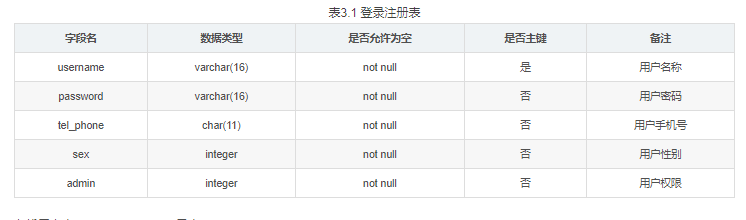 表3.1 登录注册表
字段名 数据类型 是否允许为空 是否主键 备注
username varchar(16) not null 是 用户名称
password varchar(16) not null 否 用户密码
tel_phone char(11) not null 否 用户手机号
sex integer not null 否 用户性别
admin integer not null 否 用户权限